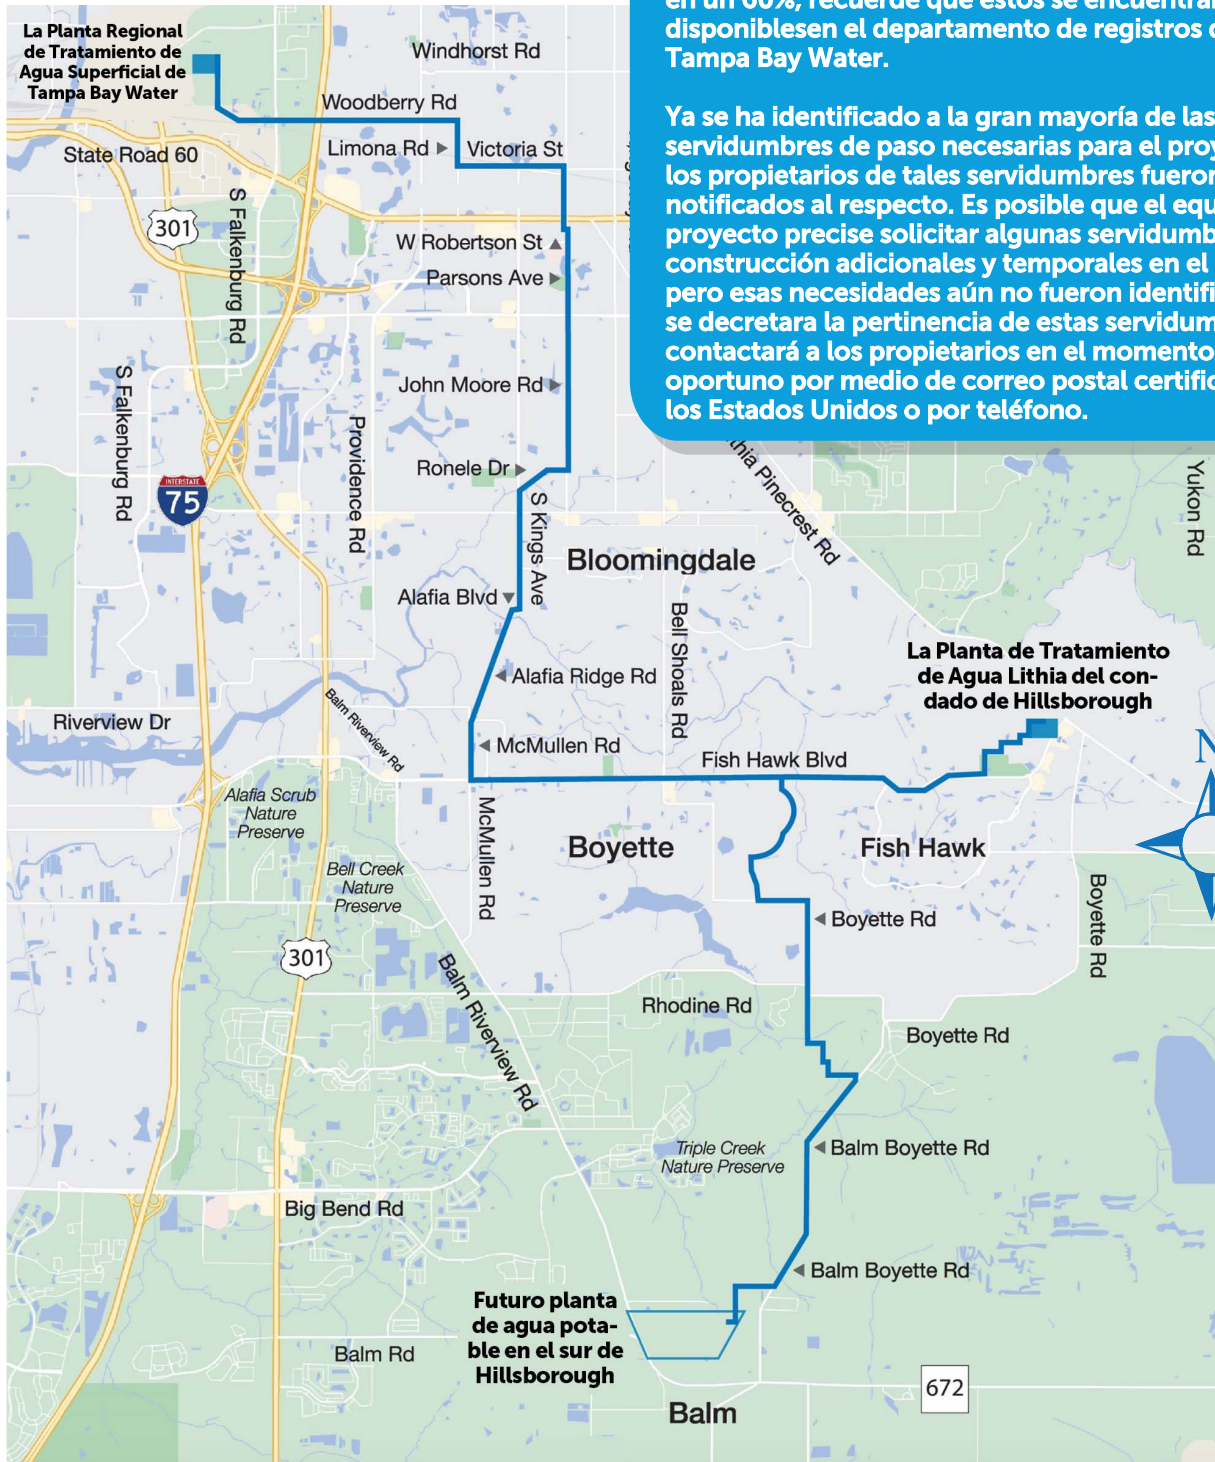 en un 60%, recuerde que estos se encuentran
disponiblesen el departamento de registros
Tampa Bay Water.
Ya se ha identificado a la gran mayoría de las
servidumbres de paso necesarias para el
los propietarios de tales servidumbres fueron
notificados al respecto. Es posible que el
proyecto precise solicitar algunas
construcción adicionales y temporales en el
pero esas necesidades aún no fueron
se decretara la pertinencia de estas
contactará a los propietarios en el momento
oportuno por medio de correo postal
los Estados Unidos o por teléfono.
La Planta Regional
de Tratamiento de
Agua Superficial de
Tampa Bay Water
Windhorst Rd
Woodberry Rd
Limona Rd
Victoria St
State Road 60
301
S Falkenburg Rd
W Robertson St
Parsons Ave
S Falkenburg Rd
John Moore Rd
Providence Rd
Ronele Dr
INTERSTATE
75
S Kings Ave
Pinecrest Rd
Yukon Rd
Bloomingdale
Alafia Blvd
Bell Shoals Rd
La Planta de Tratamiento
de Agua Lithia del con-
dado de Hillsborough
Alafia Ridge Rd
Balm Riverview Rd
Riverview Dr
McMullen Rd
Fish Hawk Blvd
N
Alafia Scrub
Nature
Preserve
McMullen Rd
Boyette
Fish Hawk
Bell Creek
Nature
Preserve
Boyette Rd
Boyette Rd
301
Balm Riverview Rd
Rhodine Rd
Boyette Rd
Triple Creek
Nature Preserve
Balm Boyette Rd
Big Bend Rd
Balm Boyette Rd
Futuro planta
de agua pota-
ble en el sur de
Hillsborough
Balm Rd
672
Balm